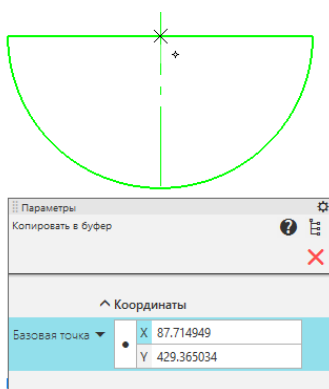 Параметры
Копировать в буфер
Координаты
Базовая точка X 87.714949
Y 429.365034